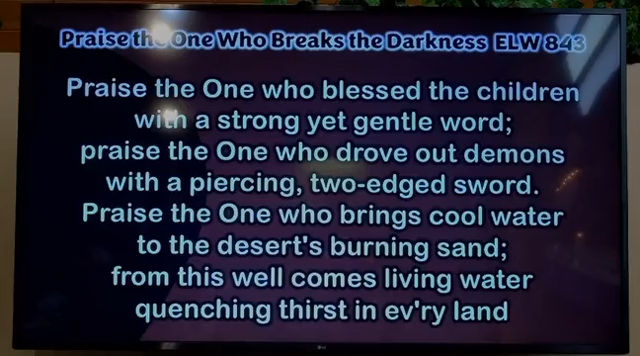 Praise the One Who Breaks the Darkness ELW 843
Praise the One who blessed the children
with a strong yet gentle word;
praise the One who drove out demons
with a piercing, two-edged sword.
Praise the One who brings cool water
to the desert's burning sand;
from this well comes living water
quenching thirst in ev'ry land
LG